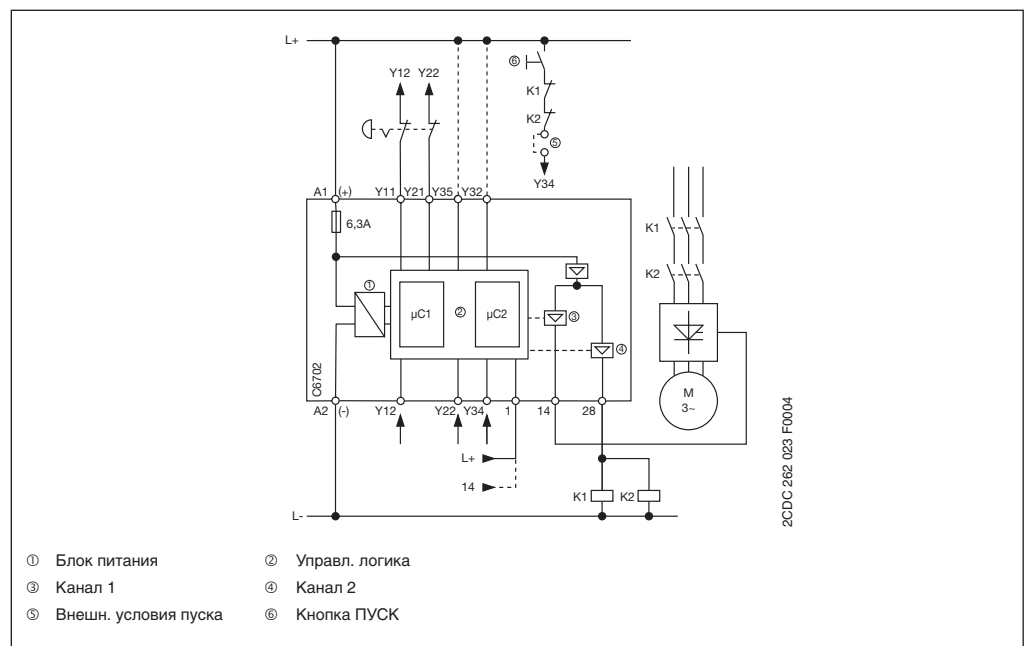 L+
⑥
Y12 Y22
K1
K2
⑤
Y34
A1 (+) Y11 Y21 Y35 Y32
6,3A
K1
K2
①
µC1 ② µC2
③
④
C6702
M
3~
A2 (-) Y12 Y22 Y34 1 14 28
L+
14
K1 K2
L-
2CDC 262 023 F0004
① Блок питания ② Управл. логика
③ Канал 1 ④ Канал 2
⑤ Внешн. условия пуска ⑥ Кнопка ПУСК